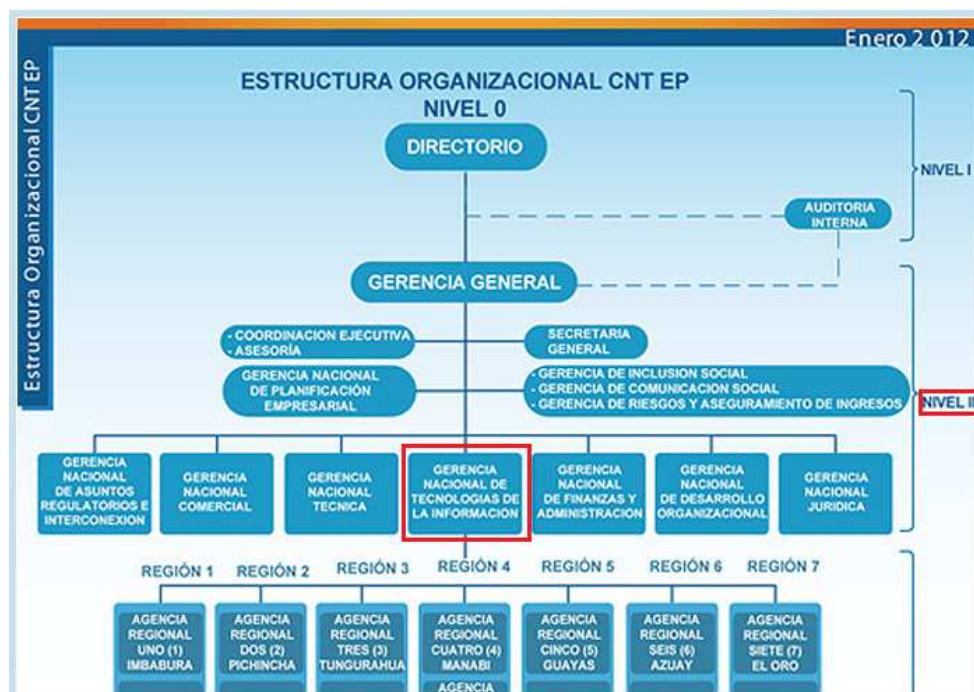 Enero 2 012
Estructura Organizacional CNT EP
ESTRUCTURA ORGANIZACIONAL CNT EP
NIVEL 0
DIRECTORIO
NIVEL I
AUDITORIA
INTERNA
GERENCIA GENERAL
- COORDINACION EJECUTIVA
- ASESORÍA
SECRETARIA
GENERAL
GERENCIA NACIONAL
DE PLANIFICACIÓN
EMPRESARIAL
- GERENCIA DE INCLUSION SOCIAL
- GERENCIA DE COMUNICACION SOCIAL
- GERENCIA DE RIESGOS Y ASEGURAMIENTO DE INGRESOS
NIVEL II
GERENCIA
NACIONAL
DE ASUNTOS
REGULATORIOS E
INTERCONEXION
GERENCIA
NACIONAL
COMERCIAL
GERENCIA
NACIONAL
TECNICA
GERENCIA
NACIONAL DE
TECNOLOGIAS DE
LA INFORMACION
GERENCIA
NACIONAL
DE FINANZAS Y
ADMINISTRACION
GERENCIA
NACIONAL
DE DESARROLLO
ORGANIZACIONAL
GERENCIA
NACIONAL
JURIDICA
REGIÓN 1
REGIÓN 2
REGIÓN 3
REGIÓN 4
REGIÓN 5
REGIÓN 6
REGIÓN 7
AGENCIA
REGIONAL
UNO (1)
IMBABURA
AGENCIA
REGIONAL
DOS (2)
PICHINCHA
AGENCIA
REGIONAL
TRES (3)
TUNGURAHUA
AGENCIA
REGIONAL
CUATRO (4)
MANABI
AGENCIA
REGIONAL
CINCO (5)
GUAYAS
AGENCIA
REGIONAL
SEIS (6)
AZUAY
AGENCIA
REGIONAL
SIETE (7)
EL ORO
AGENCIA